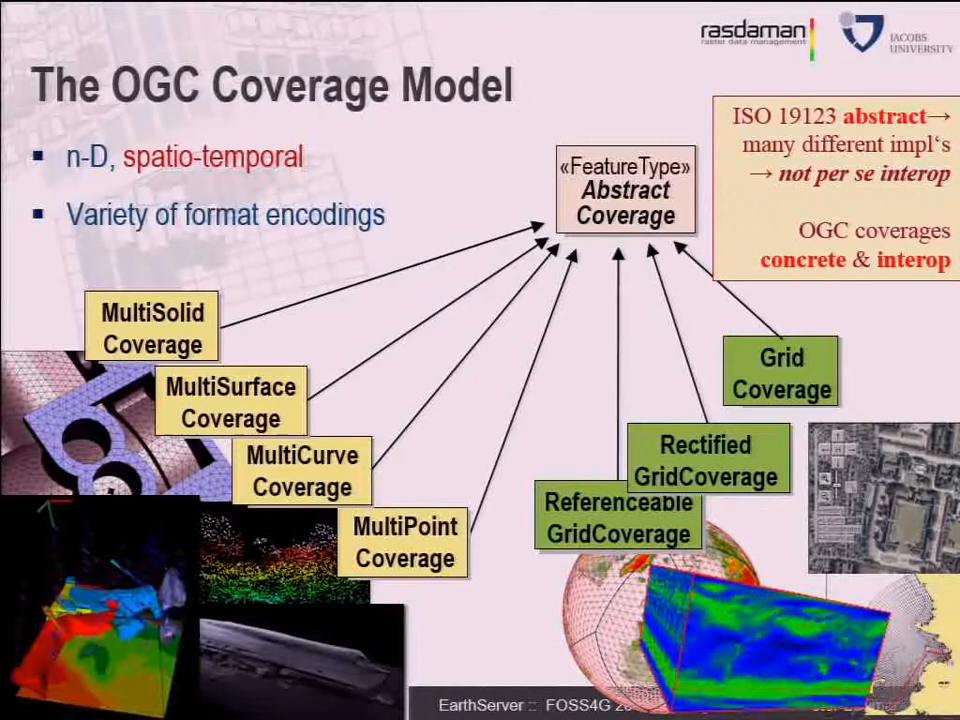 rasdaman
raster data management
JACOBS
UNIVERSITY
The OGC Coverage Model
n-D, spatio-temporal
Variety of format encodings
«FeatureType»
Abstract
Coverage
ISO 19123 abstract→
many different impl‘s
→ not per se interop
OGC coverages
concrete & interop
MultiSolid
Coverage
MultiSurface
Coverage
MultiCurve
Coverage
MultiPoint
Coverage
Grid
Coverage
Rectified
GridCoverage
Referenceable
GridCoverage
EarthServer :: FOSS4G